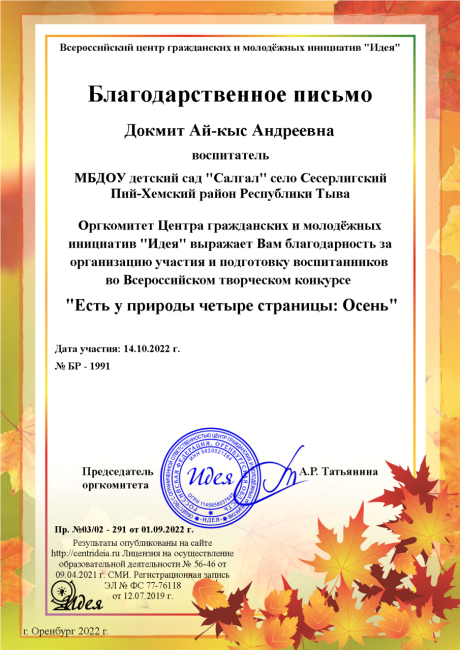 Всероссийский центр гражданских и молодёжных инициатив "Идея"
Благодарственное письмо
Докмит Ай-кыс Андреевна
воспитатель
МБДОУ детский сад "Салгал" село Сесерлигский
Пий-Хемский район Республики Тыва
Оргкомитет Центра гражданских и молодёжных
инициатив "Идея" выражает Вам благодарность за
организацию участия и подготовку воспитанников
во Всероссийском творческом конкурсе
"Есть у природы четыре страницы: Осень"
Дата участия: 14.10.2022 г.
№ БР - 1991
Председатель
оргкомитета
Идея
А.Р. Татьянина
Пр. №03/02 - 291 от 01.09.2022 г.
Результаты опубликованы на сайте
http://centrideia.ru Лицензия на осуществление
образовательной деятельности № 56-46 от
09.04.2021 г. СМИ. Регистрационная запись
ЭЛ № ФС 77-76118
от 12.07.2019 г.
Идея
г. Оренбург 2022 г.